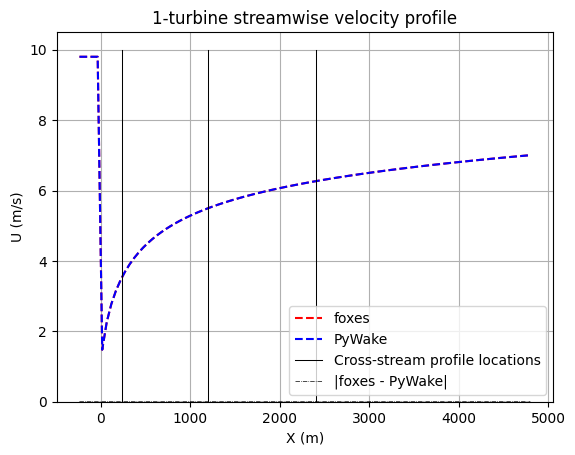 1-turbine streamwise velocity profile
U (m/s)
10
8
6
4
2
0
foxes
PyWake
Cross-stream profile locations
|foxes - PyWake|
0 1000 2000 3000 4000 5000
X (m)